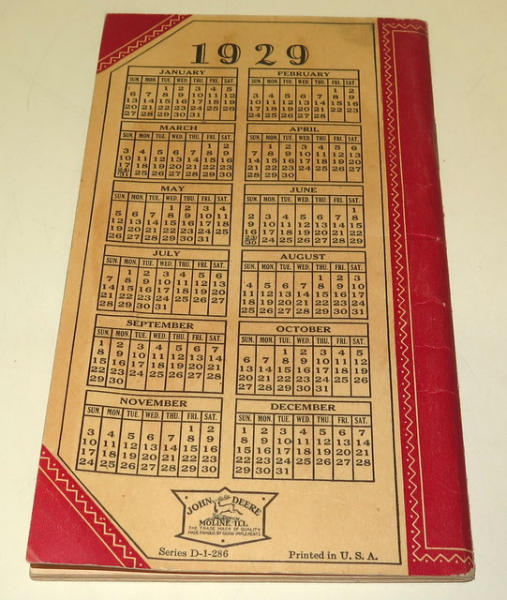 1929
JANUARY
SUN. MON. TUE. WED. THU. FRI. SAT.
1 2 3 4 5
6 7 8 9 10 11 12
13 14 15 16 17 18 19
20 21 22 23 24 25 26
27 28 29 30 31
FEBRUARY
SUN. MON. TUE. WED. THU. FRI. SAT.
1 2
3 4 5 6 7 8 9
10 11 12 13 14 15 16
17 18 19 20 21 22 23
24 25 26 27 28
MARCH
SUN. MON. TUE. WED. THU. FRI. SAT.
1 2
3 4 5 6 7 8 9
10 11 12 13 14 15 16
17 18 19 20 21 22 23
24/31 25 26 27 28 29 30
APRIL
SUN. MON. TUE. WED. THU. FRI. SAT.
1 2 3 4 5 6
7 8 9 10 11 12 13
14 15 16 17 18 19 20
21 22 23 24 25 26 27
28 29 30
MAY
SUN. MON. TUE. WED. THU. FRI. SAT.
1 2 3 4
5 6 7 8 9 10 11
12 13 14 15 16 17 18
19 20 21 22 23 24 25
26 27 28 29 30 31
JUNE
SUN. MON. TUE. WED. THU. FRI. SAT.
1
2 3 4 5 6 7 8
9 10 11 12 13 14 15
16 17 18 19 20 21 22
23/30 24 25 26 27 28 29
JULY
SUN. MON. TUE. WED. THU. FRI. SAT.
1 2 3 4 5 6
7 8 9 10 11 12 13
14 15 16 17 18 19 20
21 22 23 24 25 26 27
28 29 30 31
AUGUST
SUN. MON. TUE. WED. THU. FRI. SAT.
1 2 3
4 5 6 7 8 9 10
11 12 13 14 15 16 17
18 19 20 21 22 23 24
25 26 27 28 29 30 31
SEPTEMBER
SUN. MON. TUE. WED. THU. FRI. SAT.
1 2 3 4 5 6 7
8 9 10 11 12 13 14
15 16 17 18 19 20 21
22 23 24 25 26 27 28
29 30
OCTOBER
SUN. MON. TUE. WED. THU. FRI. SAT.
1 2 3 4 5
6 7 8 9 10 11 12
13 14 15 16 17 18 19
20 21 22 23 24 25 26
27 28 29 30 31
NOVEMBER
SUN. MON. TUE. WED. THU. FRI. SAT.
1 2
3 4 5 6 7 8 9
10 11 12 13 14 15 16
17 18 19 20 21 22 23
24 25 26 27 28 29 30
DECEMBER
SUN. MON. TUE. WED. THU. FRI. SAT.
1 2 3 4 5 6 7
8 9 10 11 12 13 14
15 16 17 18 19 20 21
22 23 24 25 26 27 28
29 30 31
JOHN DEERE
MOLINE, ILL.
THE TRADE MARK OF QUALITY
MADE FAMOUS BY GOOD IMPLEMENTS
Series D-1-286 Printed in U. S. A.